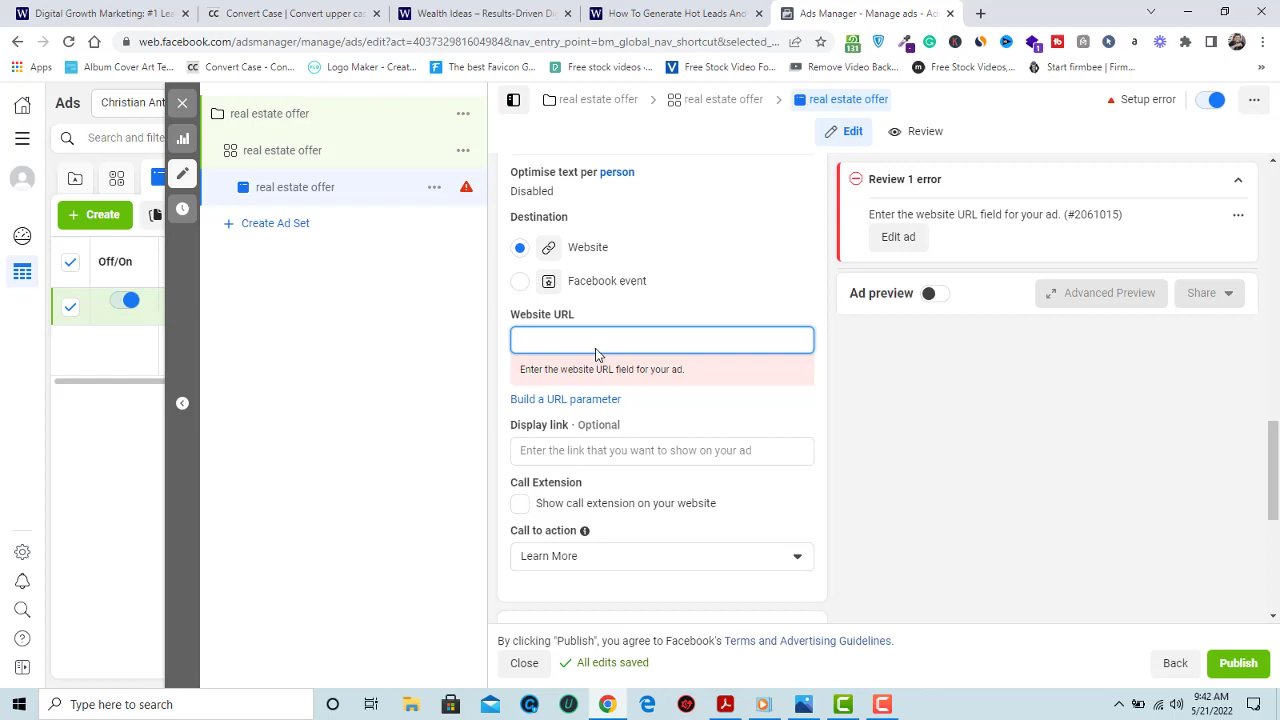 Digital Marketing: #1 Lea
Convert Case | Convert upper cas
Wealth Ideas – Results-Driven Di
How To Generate Hot Leads And
Ads Manager - Manage ads - Ad
web.facebook.com/adsmanager/manage/ads/edit?act=403732981604984&nav_entry_point=bm_global_nav_shortcut&selected_...
131
Apps
Album Cover Art Te...
Convert Case - Con...
Logo Maker - Creat...
The best Favicon G...
Free stock videos ·...
Free Stock Video Fo...
Remove Video Back...
Free Stock Videos,...
Start firmbee | Firm...
Ads
Christian Ant
Search and filte
Create
Off/On
real estate offer
real estate offer
real estate offer
Create Ad Set
real estate offer
real estate offer
real estate offer
Setup error
Edit
Review
Optimise text per person
Disabled
Destination
Website
Facebook event
Website URL
Enter the website URL field for your ad.
Build a URL parameter
Display link · Optional
Enter the link that you want to show on your ad
Call Extension
Show call extension on your website
Call to action
Learn More
Review 1 error
Enter the website URL field for your ad. (#2061015)
Edit ad
Ad preview
Advanced Preview
Share
By clicking "Publish", you agree to Facebook's Terms and Advertising Guidelines.
Close
All edits saved
Back
Publish
Type here to search
9:42 AM
5/21/2022